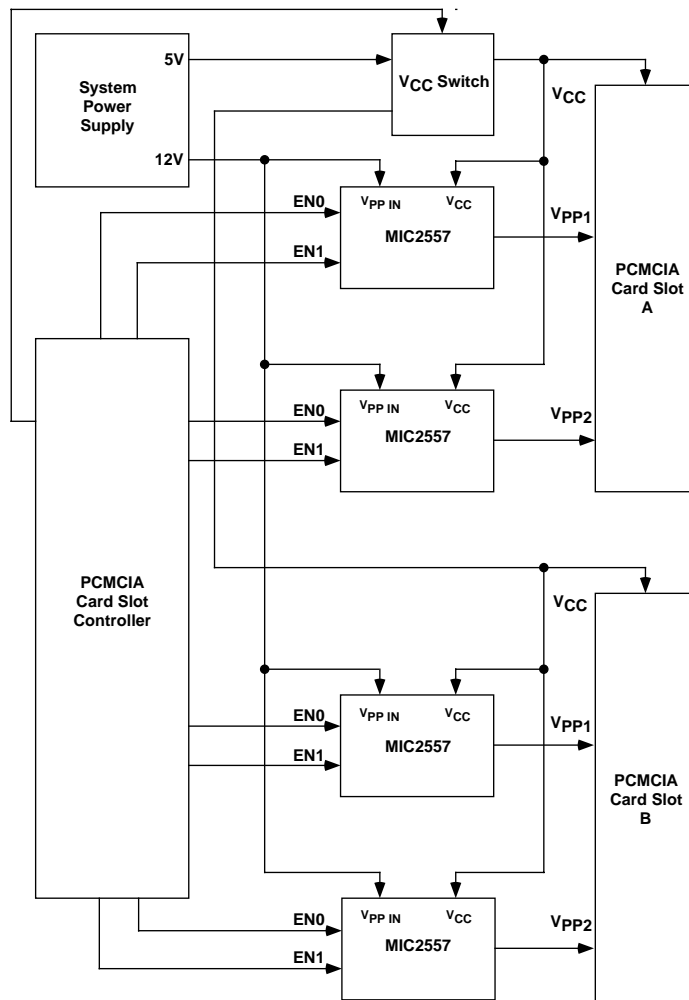 5V
System
Power
Supply
12V
VCC Switch
VCC
EN0
EN1
VPP IN
VCC
MIC2557
VPP1
PCMCIA
Card Slot
A
EN0
EN1
VPP IN
VCC
MIC2557
VPP2
PCMCIA
Card Slot
Controller
VCC
EN0
EN1
VPP IN
VCC
MIC2557
VPP1
PCMCIA
Card Slot
B
EN0
EN1
VPP IN
VCC
MIC2557
VPP2